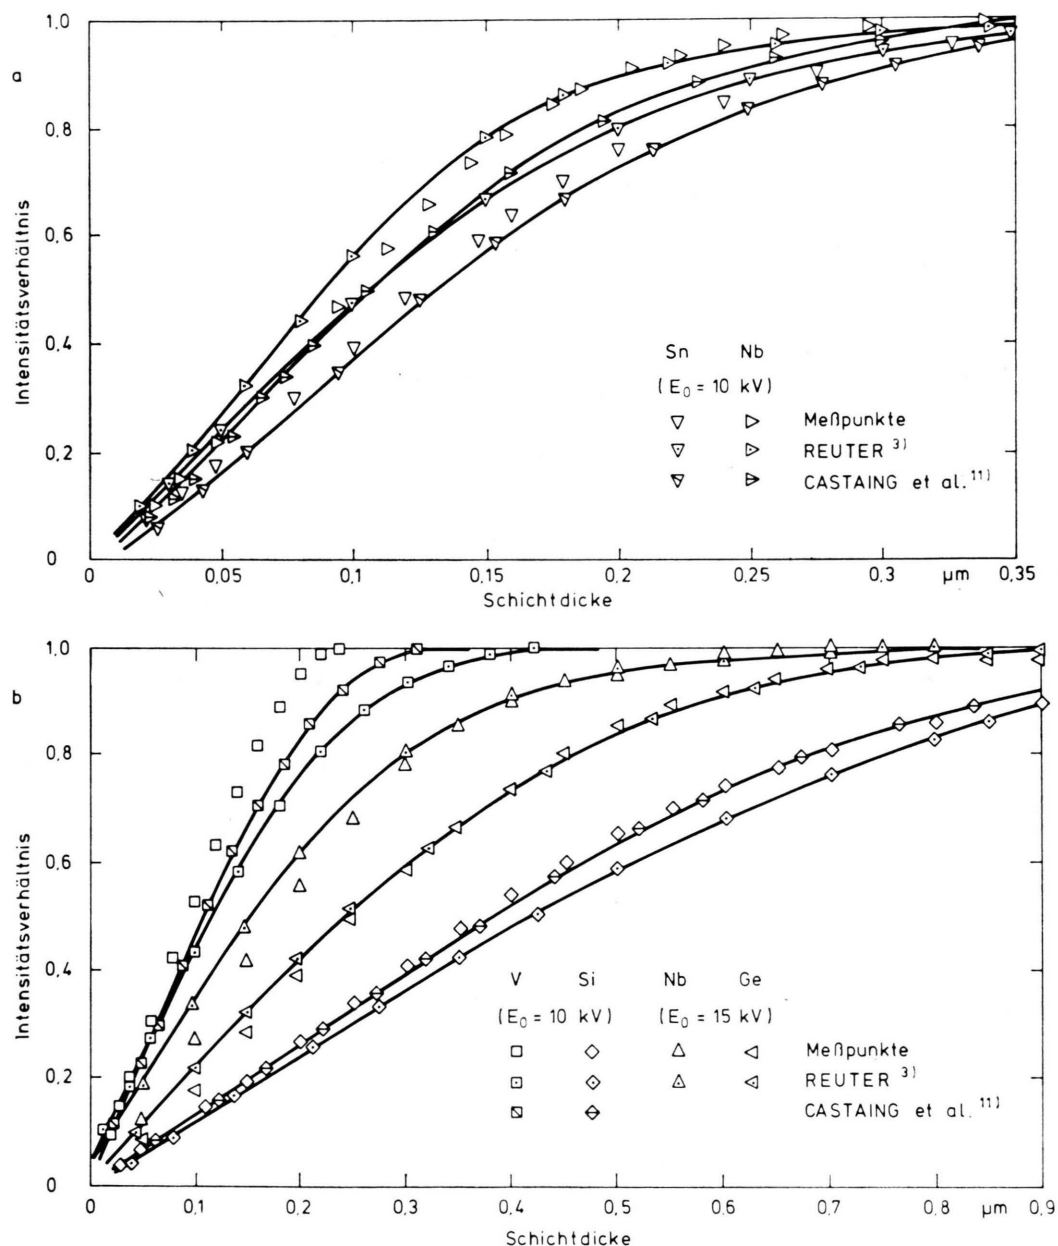 a
1.0
0.8
0.6
0.4
0.2
0
Intensitätsverhältnis
Sn Nb
(E₀ = 10 kV)
Meßpunkte
REUTER ³⁾
CASTAING et al. ¹¹⁾
0 0,05 0,1 0,15 0,2 0,25 0,3 µm 0,35
Schichtdicke
b
1.0
0.8
0.6
0.4
0.2
0
Intensitätsverhältnis
V Si Nb Ge
(E₀ = 10 kV) (E₀ = 15 kV)
Meßpunkte
REUTER ³⁾
CASTAING et al. ¹¹⁾
0 0,1 0,2 0,3 0,4 0,5 0,6 0,7 0,8 µm 0,9
Schichtdicke